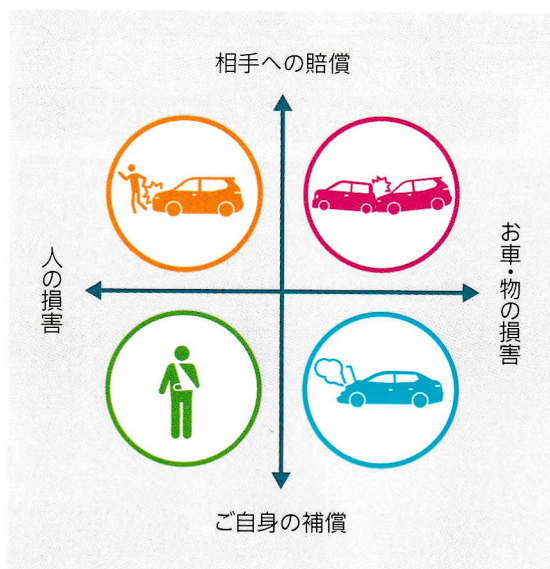 相手への賠償
人の損害
お車・物の損害
ご自身の補償